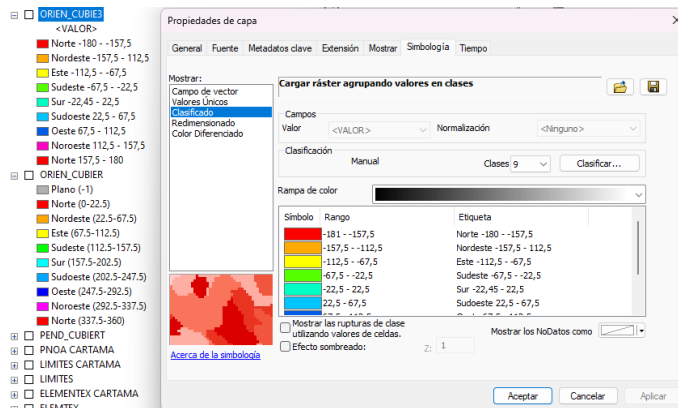 ORIEN_CUBIE3
<VALOR>
Norte -180 - -157,5
Nordeste -157,5 - 112,5
Este -112,5 - -67,5
Sudeste -67,5 - -22,5
Sur -22,45 - 22,5
Sudoeste 22,5 - 67,5
Oeste 67,5 - 112,5
Noroeste 112,5 - 157,5
Norte 157,5 - 180
ORIEN_CUBIER
Plano (-1)
Norte (0-22.5)
Nordeste (22.5-67.5)
Este (67.5-112.5)
Sudeste (112.5-157.5)
Sur (157.5-202.5)
Sudoeste (202.5-247.5)
Oeste (247.5-292.5)
Noroeste (292.5-337.5)
Norte (337.5-360)
PEND_CUBIERT
PNOA CARTAMA
LIMITES CARTAMA
LIMITES
ELEMENTEX CARTAMA
Propiedades de capa
General Fuente Metadatos clave Extensión Mostrar Simbología Tiempo
Mostrar:
Campo de vector
Valores Únicos
Clasificado
Redimensionado
Color Diferenciado
Acerca de la simbología
Cargar ráster agrupando valores en clases
Campos
Valor <VALOR> Normalización <Ninguno>
Clasificación
Manual Clases 9 Clasificar...
Rampa de color
Símbolo Rango Etiqueta
-181 - -157,5 Norte -180 - -157,5
-157,5 - -112,5 Nordeste -157,5 - 112,5
-112,5 - -67,5 Este -112,5 - -67,5
-67,5 - -22,5 Sudeste -67,5 - -22,5
-22,5 - 22,5 Sur -22,45 - 22,5
22,5 - 67,5 Sudoeste 22,5 - 67,5
Mostrar las rupturas de clase
utilizando valores de celdas.
Mostrar los NoDatos como
Efecto sombreado: Z: 1
Aceptar Cancelar Aplicar